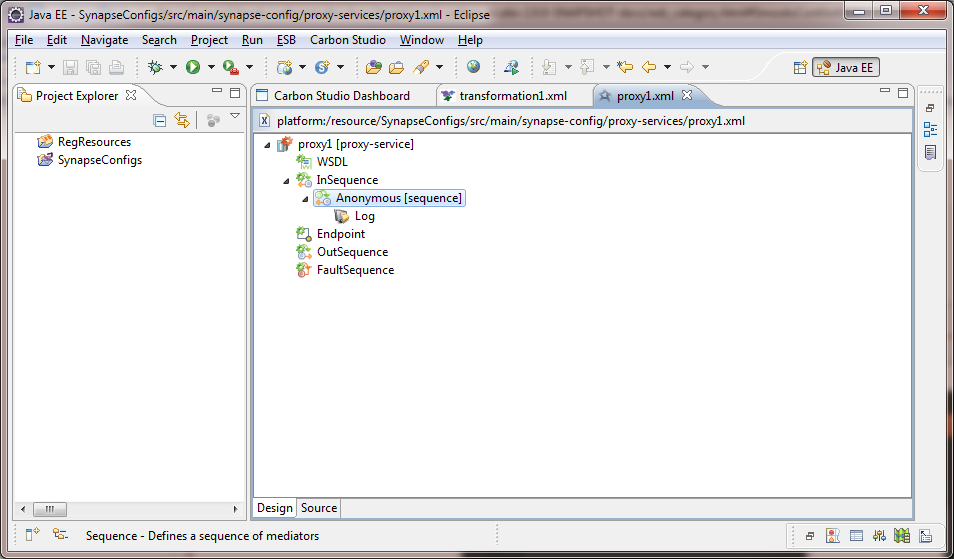 Java EE - SynapseConfigs/src/main/synapse-config/proxy-services/proxy1.xml - Eclipse
File Edit Navigate Search Project Run ESB Carbon Studio Window Help
Java EE
Project Explorer
Carbon Studio Dashboard transformation1.xml proxy1.xml
platform:/resource/SynapseConfigs/src/main/synapse-config/proxy-services/proxy1.xml
RegResources
SynapseConfigs
proxy1 [proxy-service]
WSDL
InSequence
Anonymous [sequence]
Log
Endpoint
OutSequence
FaultSequence
Design Source
Sequence - Defines a sequence of mediators